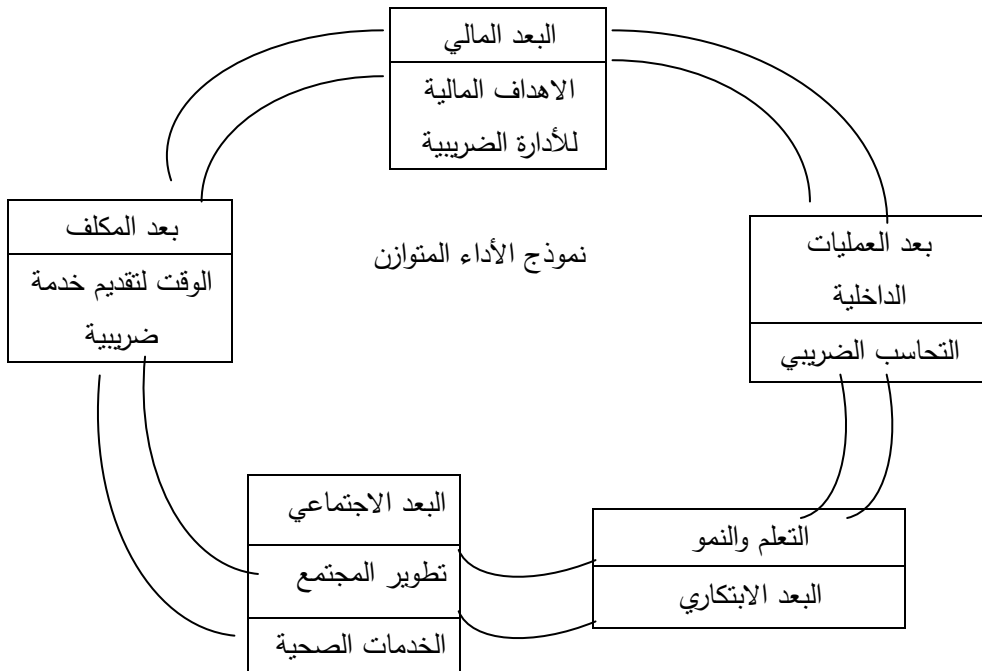 البعد المالي
الاهداف المالية
للأدارة الضريبية
بعد المكلف
الوقت لتقديم خدمة
ضريبية
نموذج الأداء المتوازن
بعد العمليات
الداخلية
التحاسب الضريبي
البعد الاجتماعي
تطوير المجتمع
الخدمات الصحية
التعلم والنمو
البعد الابتكاري